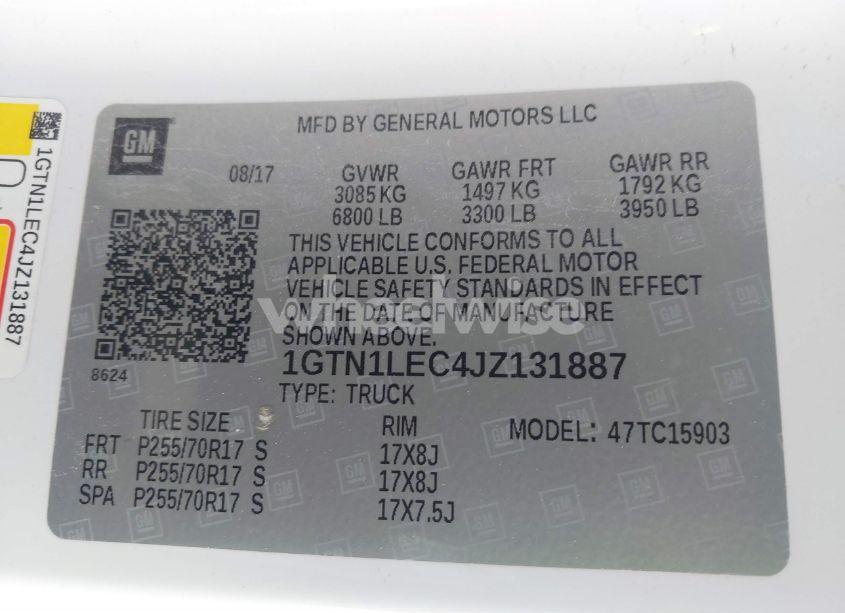 GM
MFD BY GENERAL MOTORS LLC
08/17 GVWR GAWR FRT GAWR RR
3085 KG 1497 KG 1792 KG
6800 LB 3300 LB 3950 LB
THIS VEHICLE CONFORMS TO ALL
APPLICABLE U.S. FEDERAL MOTOR
VEHICLE SAFETY STANDARDS IN EFFECT
ON THE DATE OF MANUFACTURE
SHOWN ABOVE.
1GTN1LEC4JZ131887
8624
TYPE: TRUCK
TIRE SIZE RIM MODEL: 47TC15903
FRT P255/70R17 S 17X8J
RR P255/70R17 S 17X8J
SPA P255/70R17 S 17X7.5J
1GTN1LEC4JZ131887
wheelwise